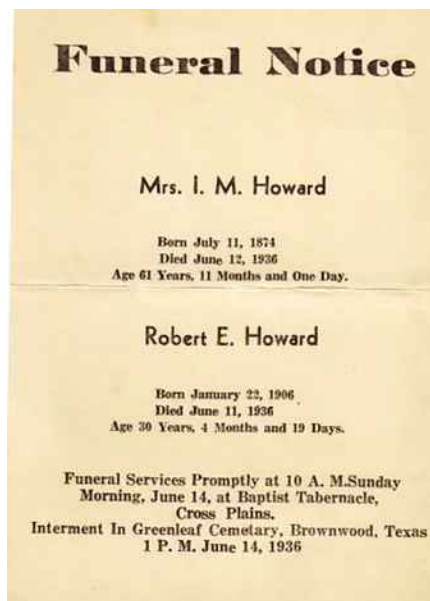 Funeral Notice
Mrs. I. M. Howard
Born July 11, 1874
Died June 12, 1936
Age 61 Years, 11 Months and One Day.
Robert E. Howard
Born January 22, 1906
Died June 11, 1936
Age 30 Years, 4 Months and 19 Days.
Funeral Services Promptly at 10 A. M.Sunday
Morning, June 14, at Baptist Tabernacle,
Cross Plains.
Interment In Greenleaf Cemetary, Brownwood, Texas
1 P. M. June 14, 1936